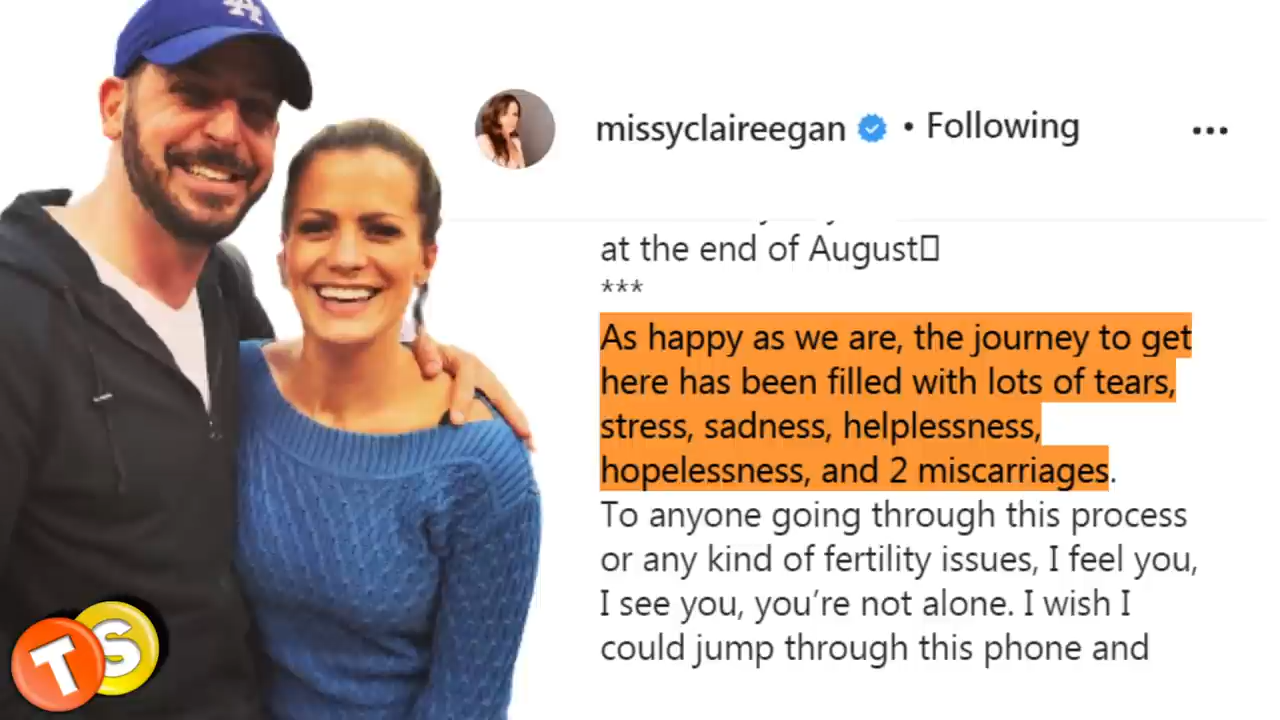 missyclaireegan • Following
at the end of August
***
As happy as we are, the journey to get
here has been filled with lots of tears,
stress, sadness, helplessness,
hopelessness, and 2 miscarriages.
To anyone going through this process
or any kind of fertility issues, I feel you,
I see you, you’re not alone. I wish I
could jump through this phone and
LA
TS